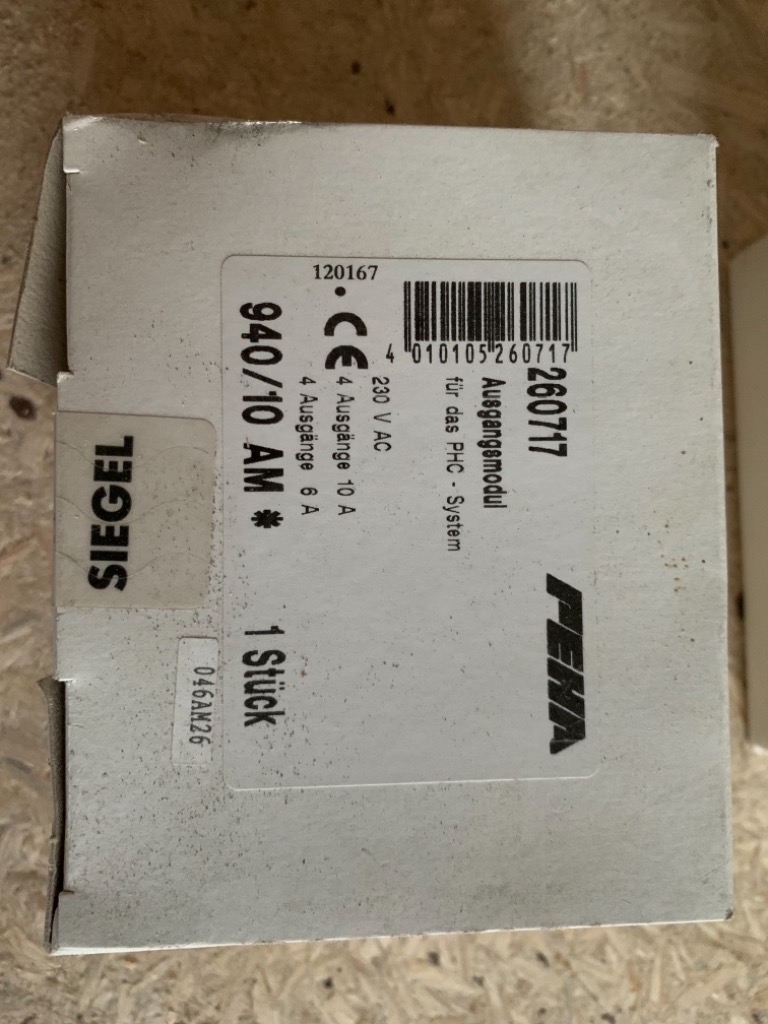 120167
4 010105 260717
260717
Ausgangsmodul
für das PHC - System
PEHA
CE
230 V AC
4 Ausgänge 10 A
4 Ausgänge 6 A
940/10 AM * 1 Stück
SIEGEL
046AM26